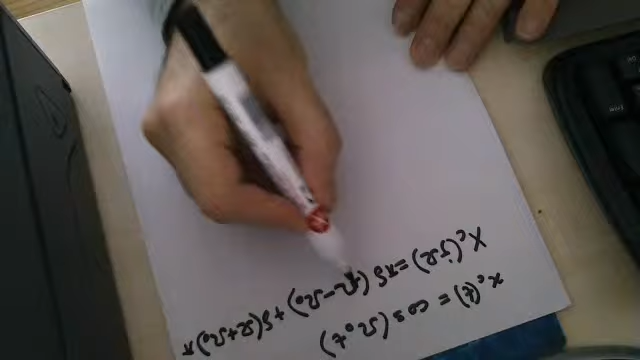 x_c(t) = cos(Ω_0 t)
X_c(jΩ) = πδ(Ω-Ω_0)+δ(Ω+Ω_0)π